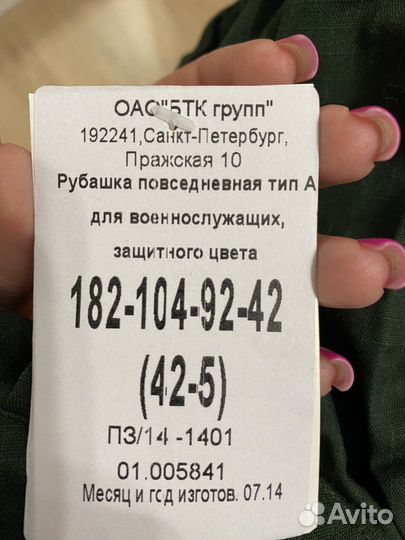 ОАО"БТК групп"
192241,Санкт-Петербург,
Пражская 10
Рубашка повседневная тип А
для военнослужащих,
защитного цвета
182-104-92-42
(42-5)
ПЗ/14 -1401
01.005841
Месяц и год изготов. 07.14
Avito